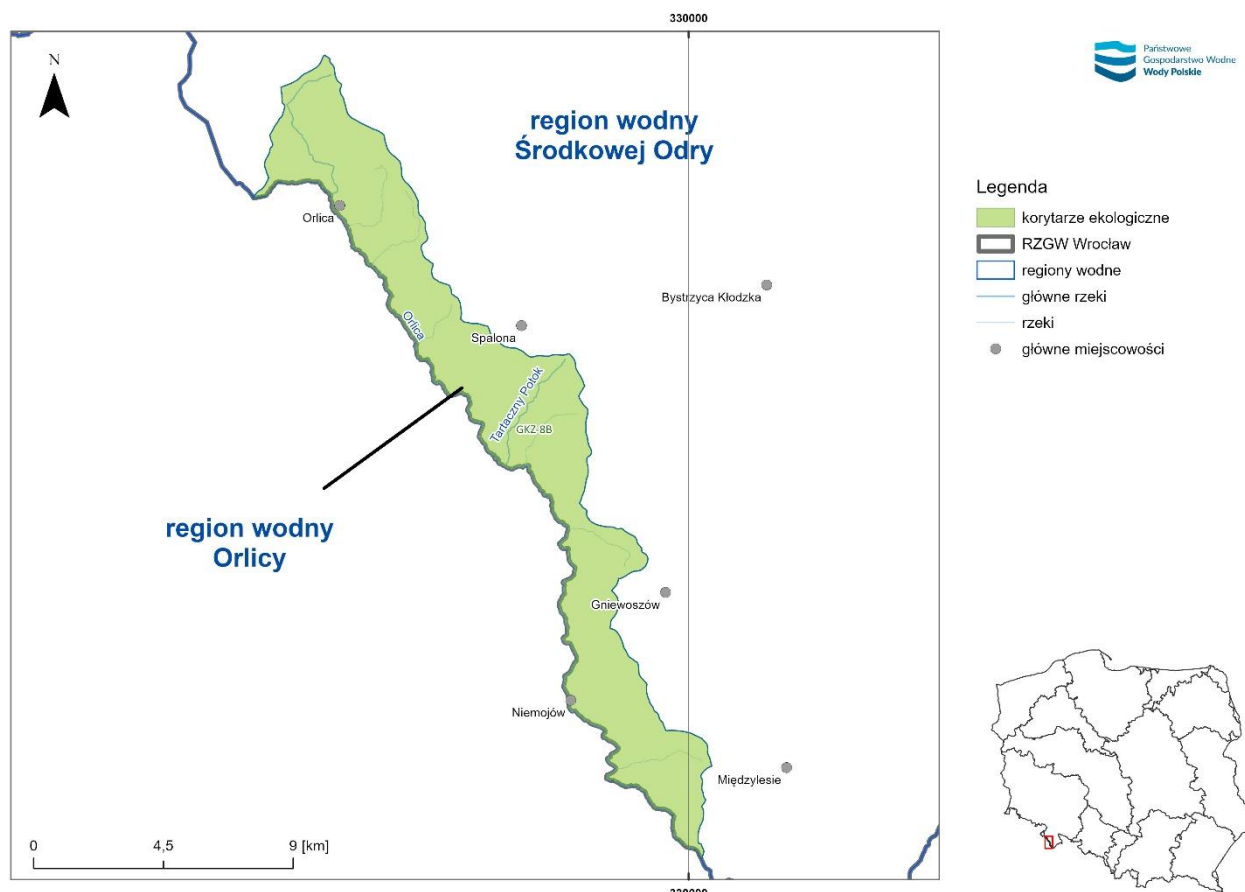 330000
N
region wodny
Środkowej Odry
Orlica
Bystrzyca Kłodzka
Spalona
Orlica
Tartaczny Potok
GKZ-8B
region wodny
Orlicy
Gniewoszów
Niemojów
Międzylesie
0 4,5 9 [km]
330000
Państwowe
Gospodarstwo Wodne
Wody Polskie
Legenda
korytarze ekologiczne
RZGW Wrocław
regiony wodne
główne rzeki
rzeki
główne miejscowości